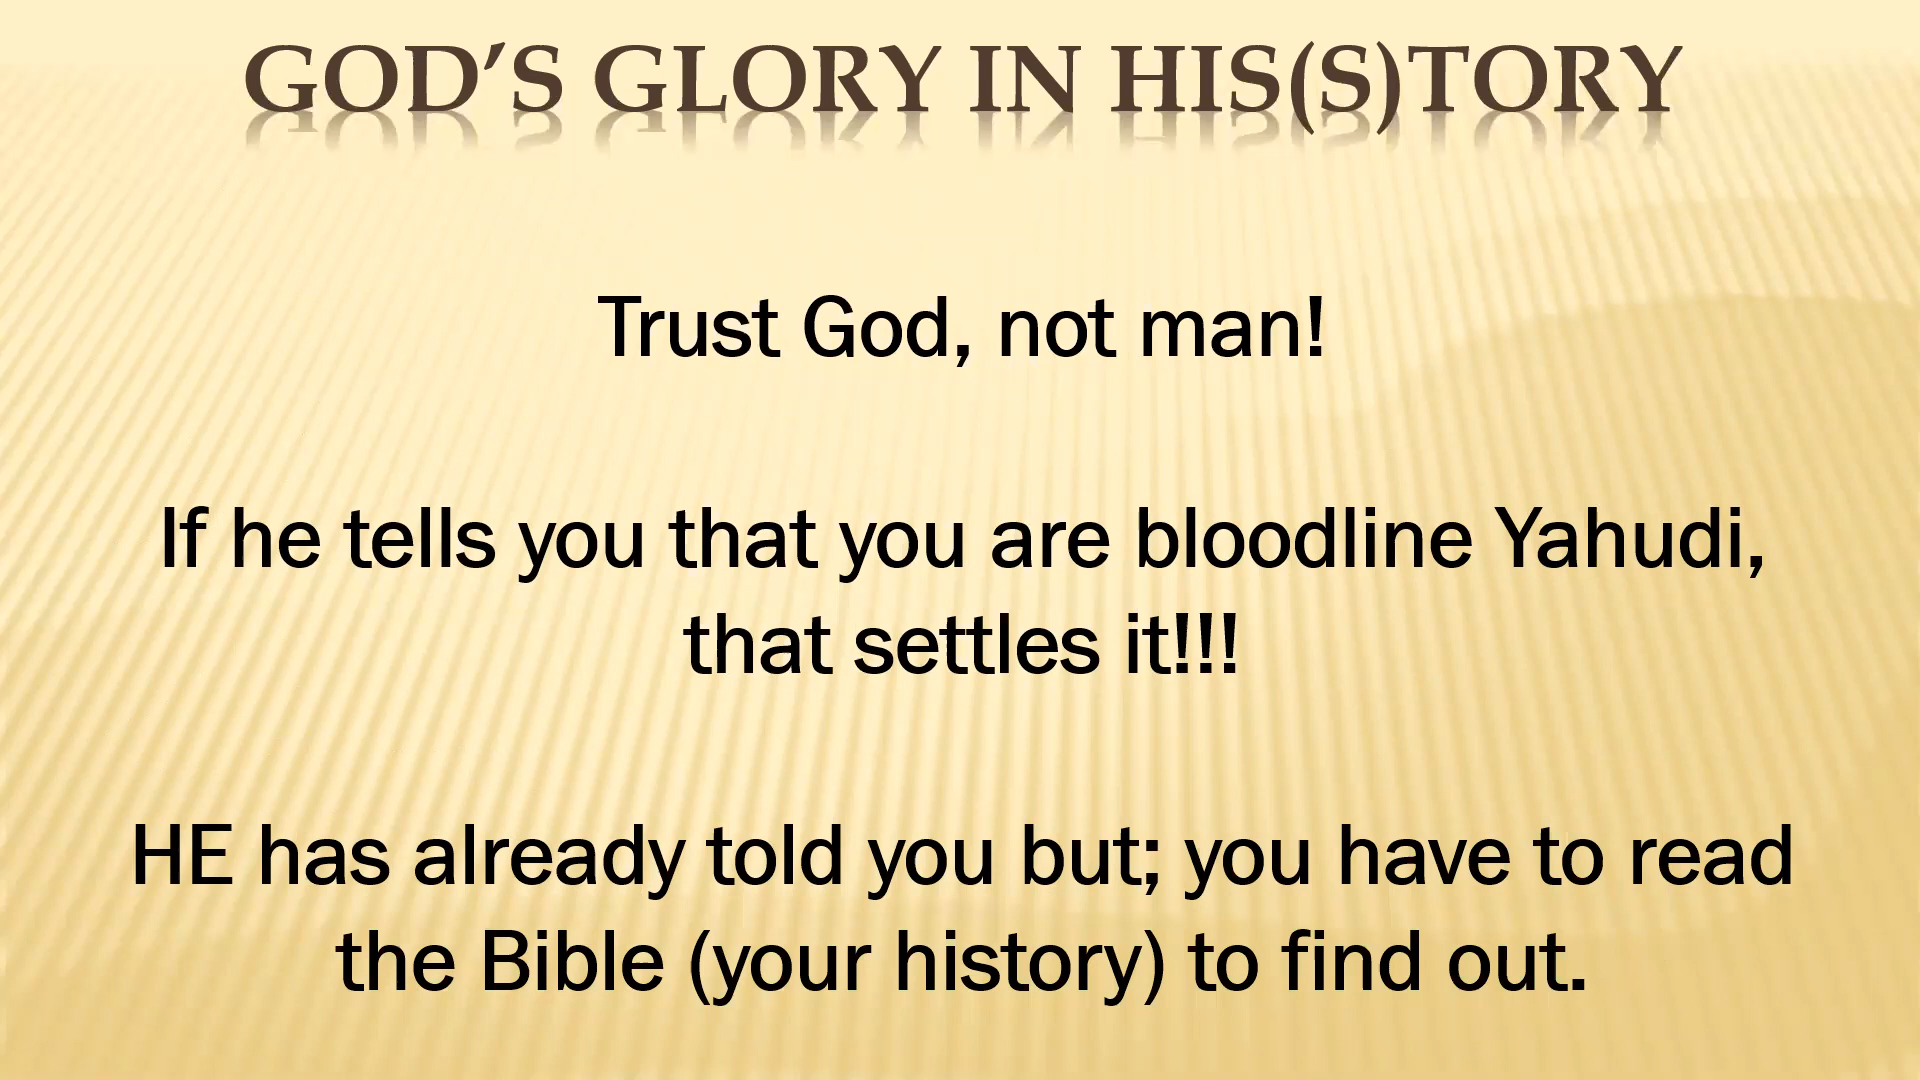 GOD’S GLORY IN HIS(S)TORY
Trust God, not man!
If he tells you that you are bloodline Yahudi,
that settles it!!!
HE has already told you but; you have to read
the Bible (your history) to find out.